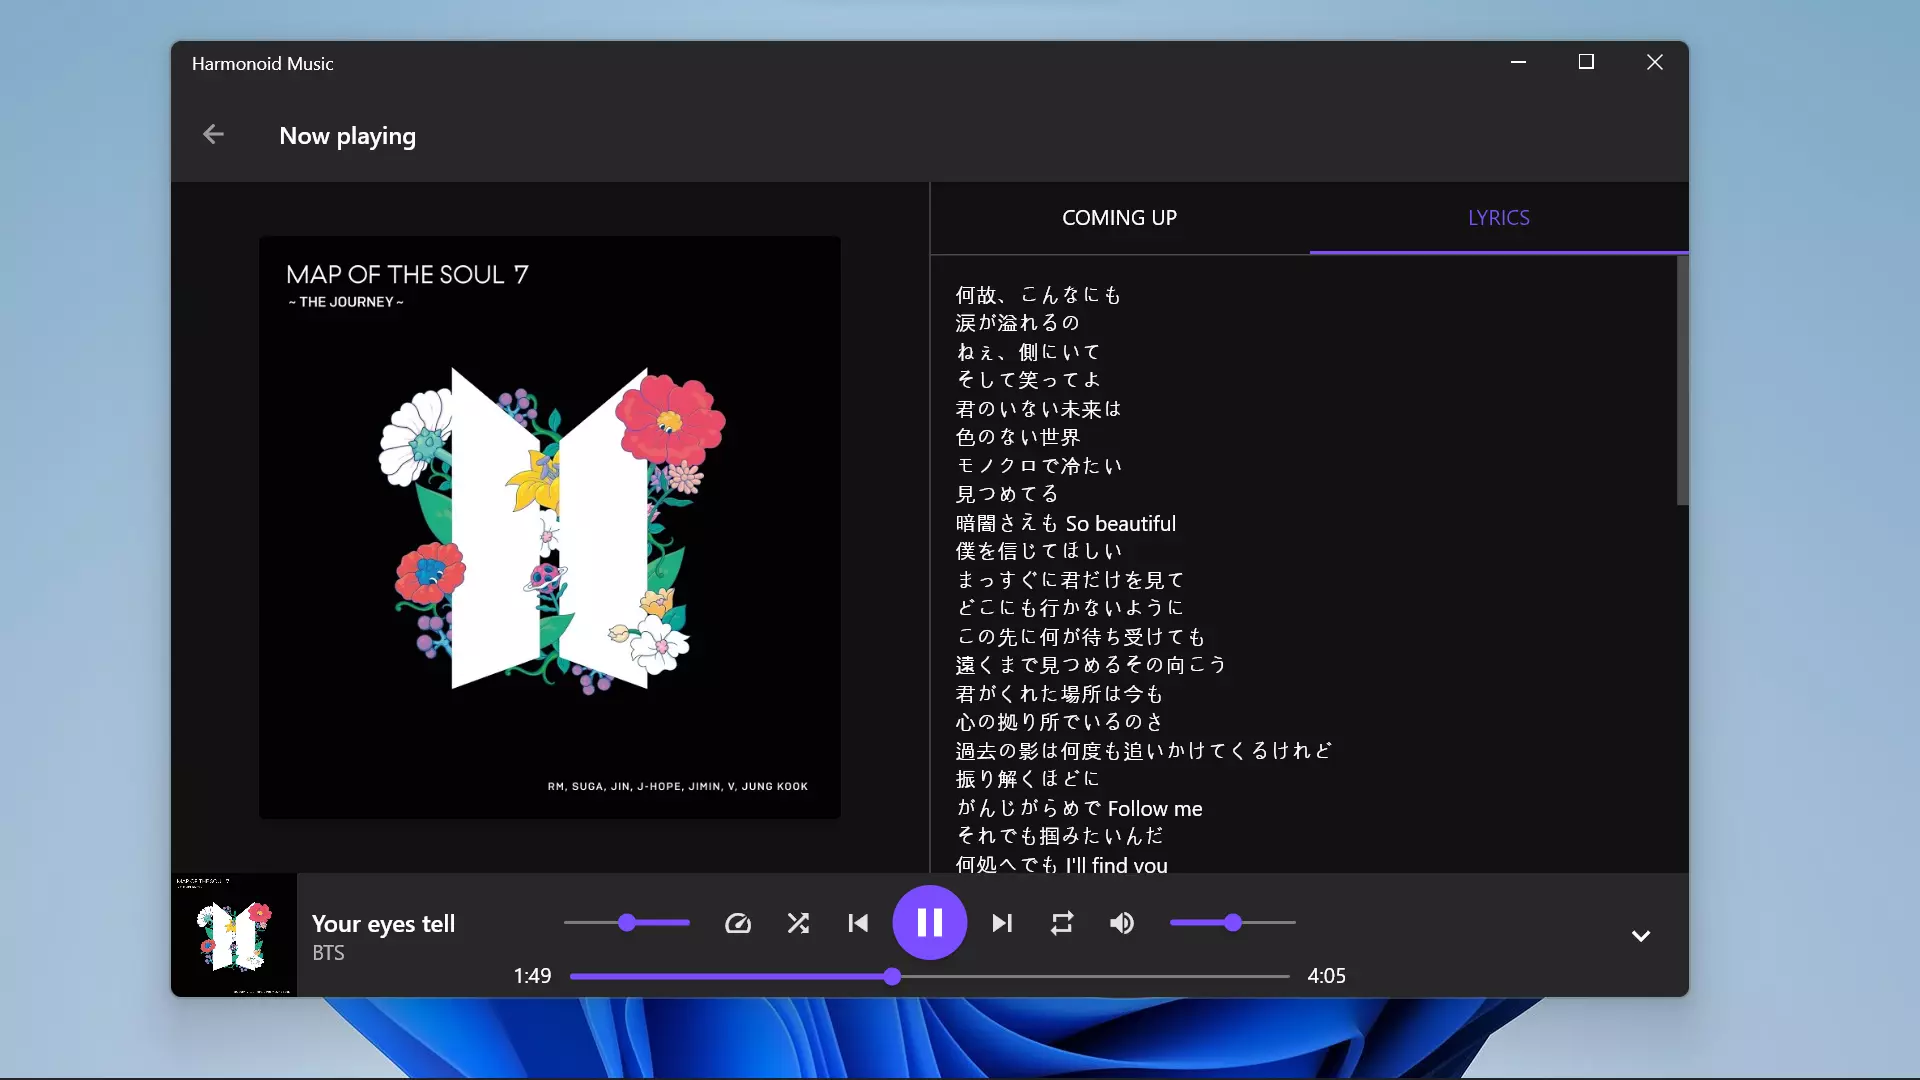 Harmonoid Music
Now playing
MAP OF THE SOUL 7
~ THE JOURNEY ~
RM, SUGA, JIN, J-HOPE, JIMIN, V, JUNG KOOK
COMING UP
LYRICS
何故、こんなにも
涙が溢れるの
ねぇ、側にいて
そして笑ってよ
君のいない未来は
色のない世界
モノクロで冷たい
見つめてる
暗闇さえも So beautiful
僕を信じてほしい
まっすぐに君だけを見て
どこにも行かないように
この先に何が待ち受けても
遠くまで見つめるその向こう
君がくれた場所は今も
心の拠り所でいるのさ
過去の影は何度も追いかけてくるけれど
振り解くほどに
がんじがらめで Follow me
それでも掴みたいんだ
何処へでも I'll find you
MAP OF THE SOUL 7
Your eyes tell
BTS
1:49
4:05